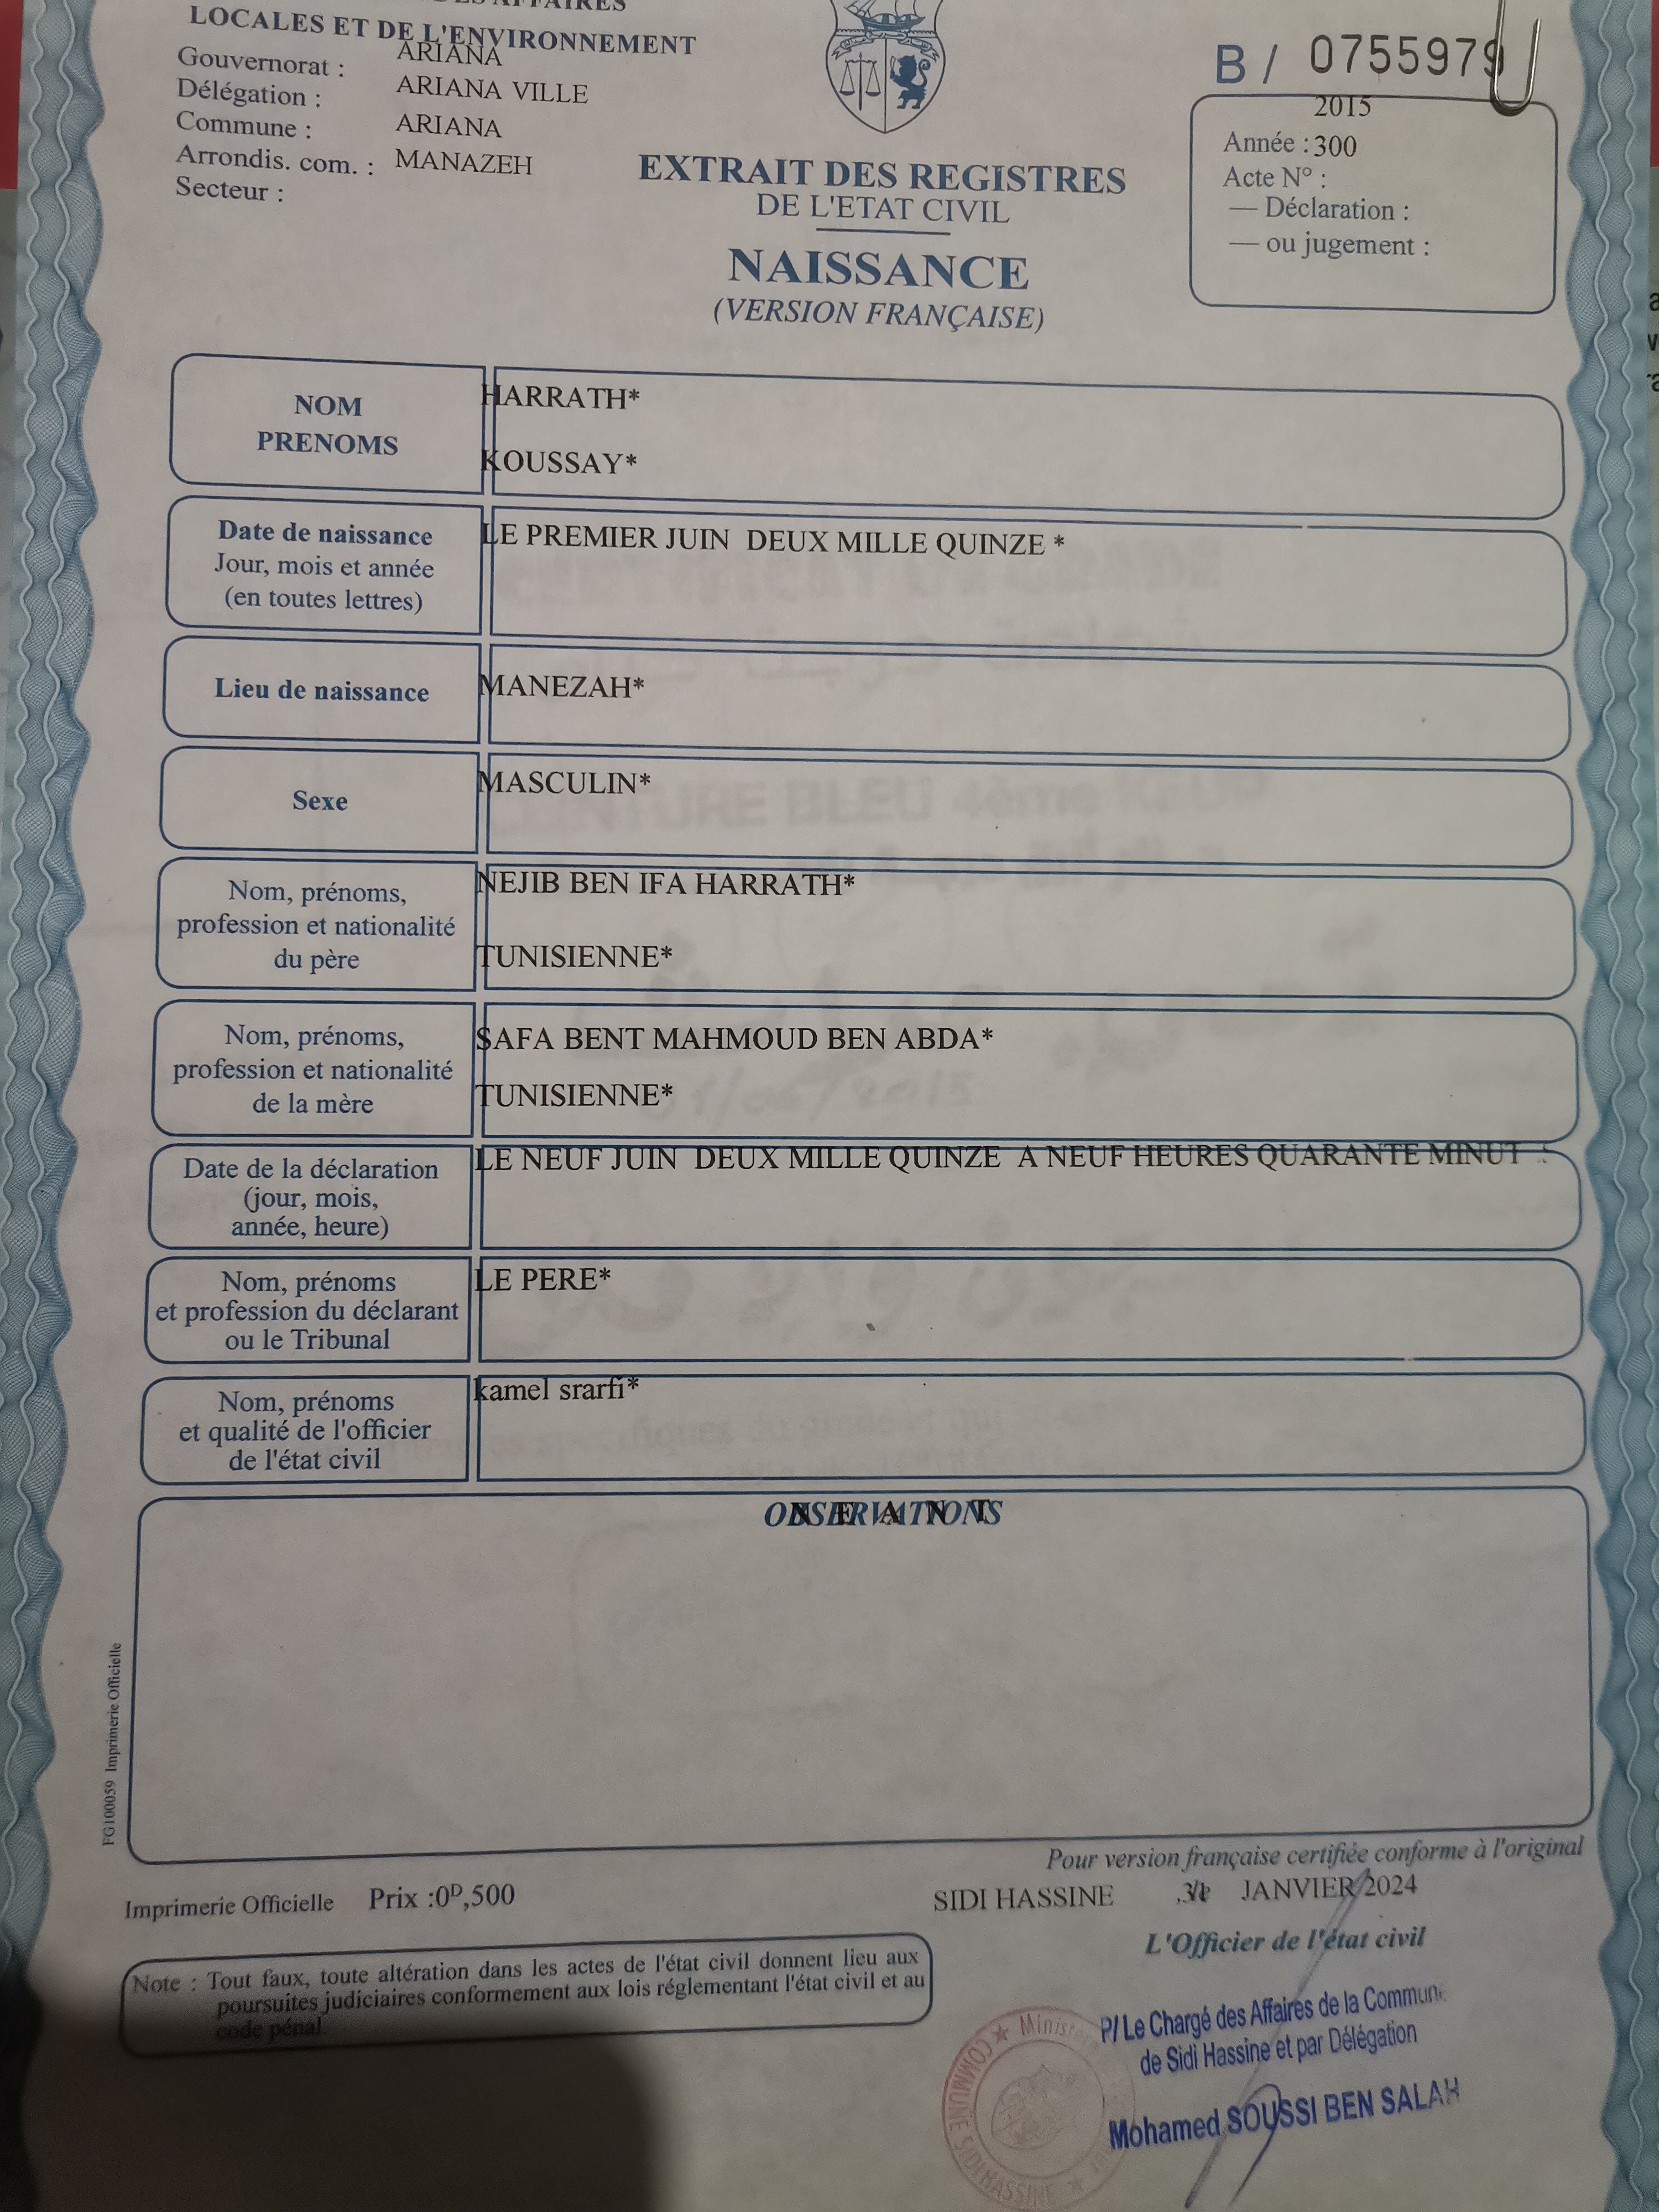 DES AFFAIRES
LOCALES ET DE L'ENVIRONNEMENT
Gouvernorat : ARIANA
Délégation : ARIANA VILLE
Commune : ARIANA
Arrondis. com. : MANAZEH
Secteur :
B / 0755979
2015
Année : 300
Acte N° :
— Déclaration :
— ou jugement :
EXTRAIT DES REGISTRES
DE L'ETAT CIVIL
NAISSANCE
(VERSION FRANÇAISE)
NOM
PRENOMS
HARRATH*
KOUSSAY*
Date de naissance
Jour, mois et année
(en toutes lettres)
LE PREMIER JUIN DEUX MILLE QUINZE *
Lieu de naissance
MANEZAH*
Sexe
MASCULIN*
Nom, prénoms,
profession et nationalité
du père
NEJIB BEN IFA HARRATH*
TUNISIENNE*
Nom, prénoms,
profession et nationalité
de la mère
SAFA BENT MAHMOUD BEN ABDA*
TUNISIENNE*
Date de la déclaration
(jour, mois,
année, heure)
LE NEUF JUIN DEUX MILLE QUINZE A NEUF HEURES QUARANTE MINUT
Nom, prénoms
et profession du déclarant
ou le Tribunal
LE PERE*
Nom, prénoms
et qualité de l'officier
de l'état civil
kamel srarfi*
OBSERVATIONS
N E A N T
FG100059 Imprimerie Officielle
Pour version française certifiée conforme à l'original
Imprimerie Officielle Prix :0D,500
SIDI HASSINE JANVIER 2024
L'Officier de l'état civil
Note : Tout faux, toute altération dans les actes de l'état civil donnent lieu aux
poursuites judiciaires conformement aux lois réglementant l'état civil et au
code pénal.
P/ Le Chargé des Affaires de la Commune
de Sidi Hassine et par Délégation
Mohamed SOUSSI BEN SALAH
COMMUNE SIDI HASSINE